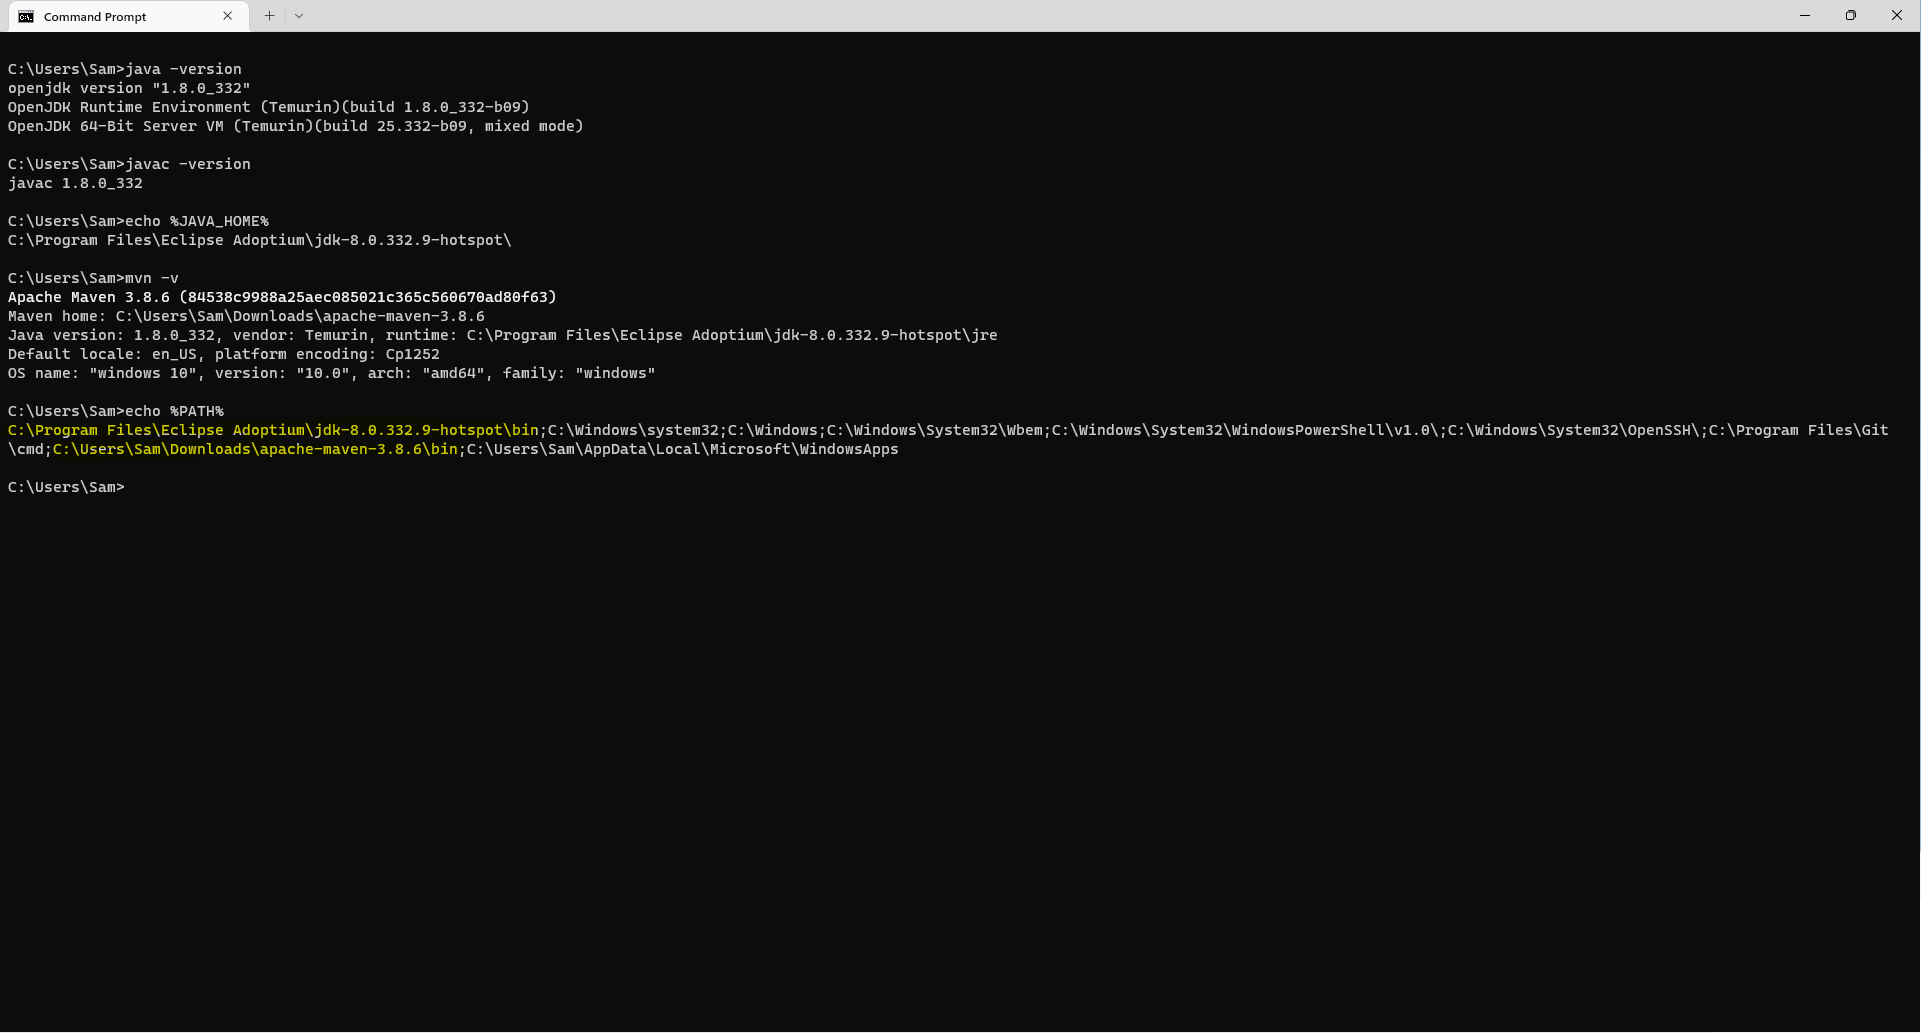 Command Prompt
C:\Users\Sam>java -version
openjdk version "1.8.0_332"
OpenJDK Runtime Environment (Temurin)(build 1.8.0_332-b09)
OpenJDK 64-Bit Server VM (Temurin)(build 25.332-b09, mixed mode)
C:\Users\Sam>javac -version
javac 1.8.0_332
C:\Users\Sam>echo %JAVA_HOME%
C:\Program Files\Eclipse Adoptium\jdk-8.0.332.9-hotspot\
C:\Users\Sam>mvn -v
Apache Maven 3.8.6 (84538c9988a25aec085021c365c560670ad80f63)
Maven home: C:\Users\Sam\Downloads\apache-maven-3.8.6
Java version: 1.8.0_332, vendor: Temurin, runtime: C:\Program Files\Eclipse Adoptium\jdk-8.0.332.9-hotspot\jre
Default locale: en_US, platform encoding: Cp1252
OS name: "windows 10", version: "10.0", arch: "amd64", family: "windows"
C:\Users\Sam>echo %PATH%
C:\Program Files\Eclipse Adoptium\jdk-8.0.332.9-hotspot\bin;C:\Windows\system32;C:\Windows;C:\Windows\System32\Wbem;C:\Windows\System32\WindowsPowerShell\v1.0\;C:\Windows\System32\OpenSSH\;C:\Program Files\Git
\cmd;C:\Users\Sam\Downloads\apache-maven-3.8.6\bin;C:\Users\Sam\AppData\Local\Microsoft\WindowsApps
C:\Users\Sam>